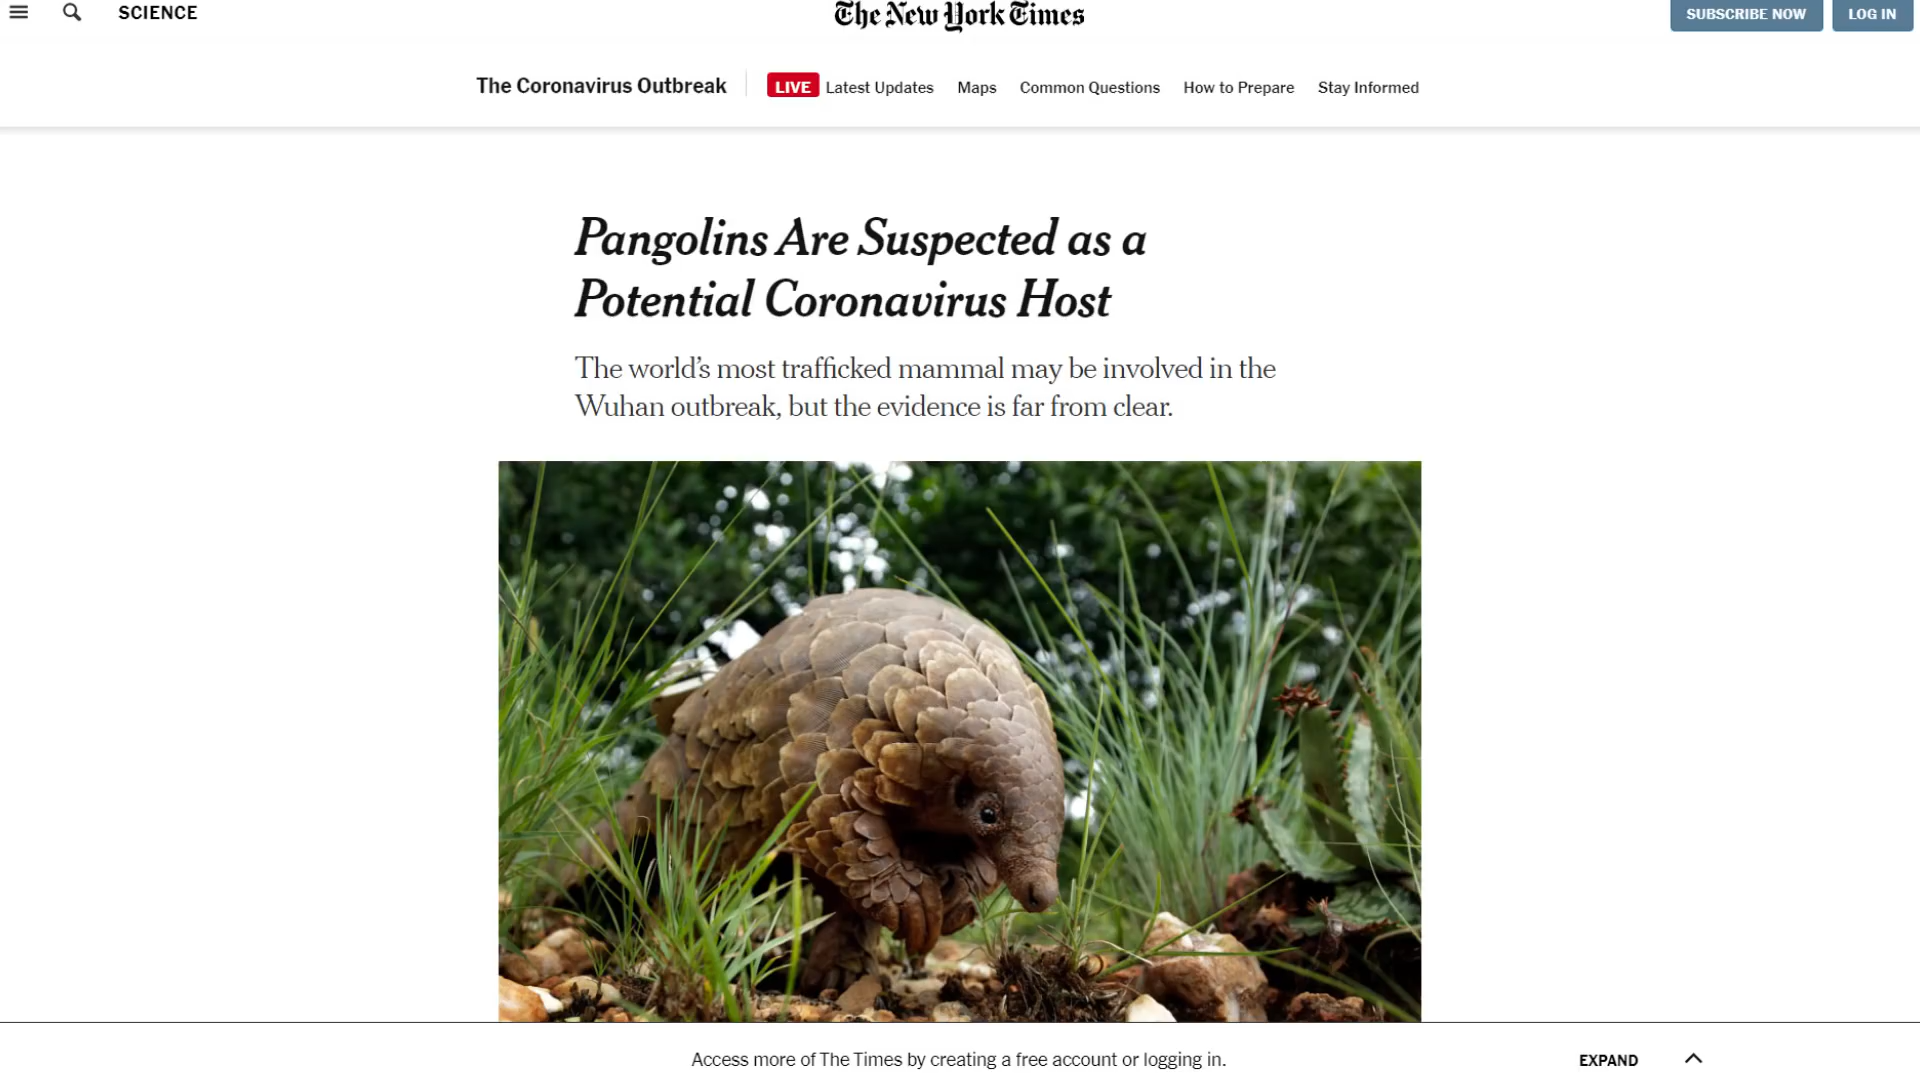 SCIENCE
The New York Times
SUBSCRIBE NOW
LOG IN
The Coronavirus Outbreak
LIVE Latest Updates
Maps
Common Questions
How to Prepare
Stay Informed
Pangolins Are Suspected as a
Potential Coronavirus Host
The world’s most trafficked mammal may be involved in the
Wuhan outbreak, but the evidence is far from clear.
Access more of The Times by creating a free account or logging in.
EXPAND